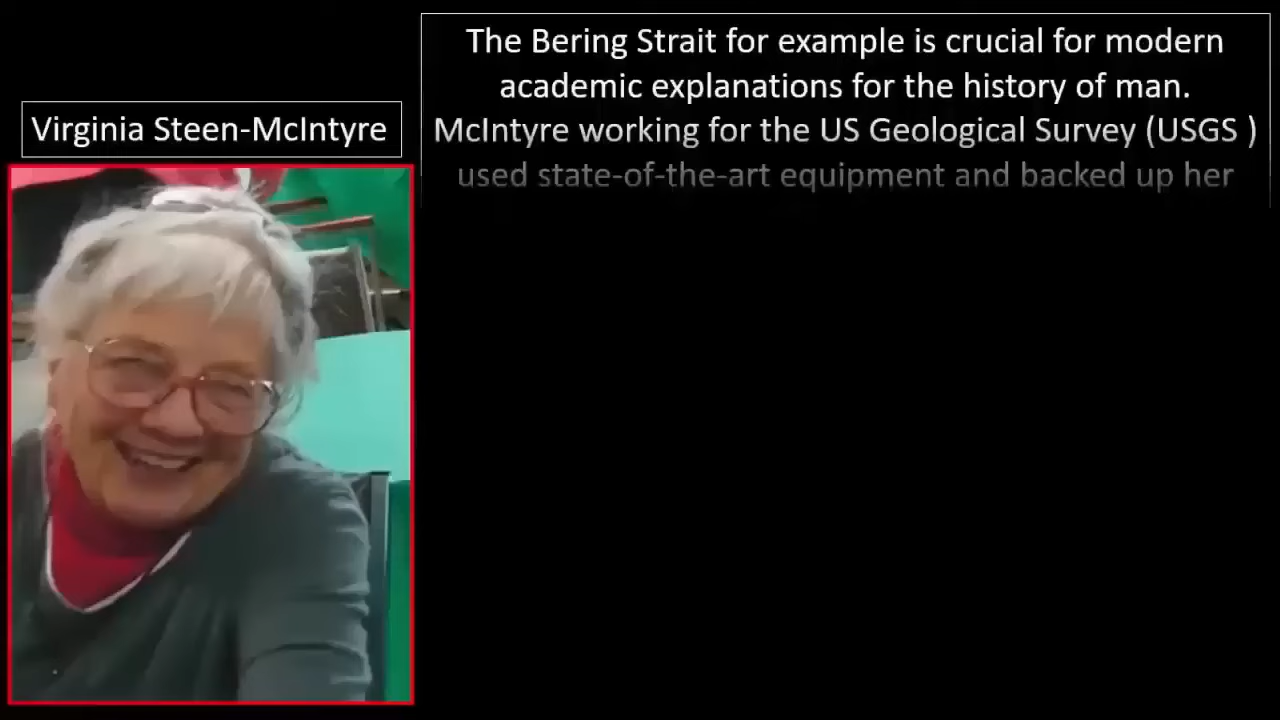 Virginia Steen-McIntyre
The Bering Strait for example is crucial for modern
academic explanations for the history of man.
McIntyre working for the US Geological Survey (USGS )
used state-of-the-art equipment and backed up her